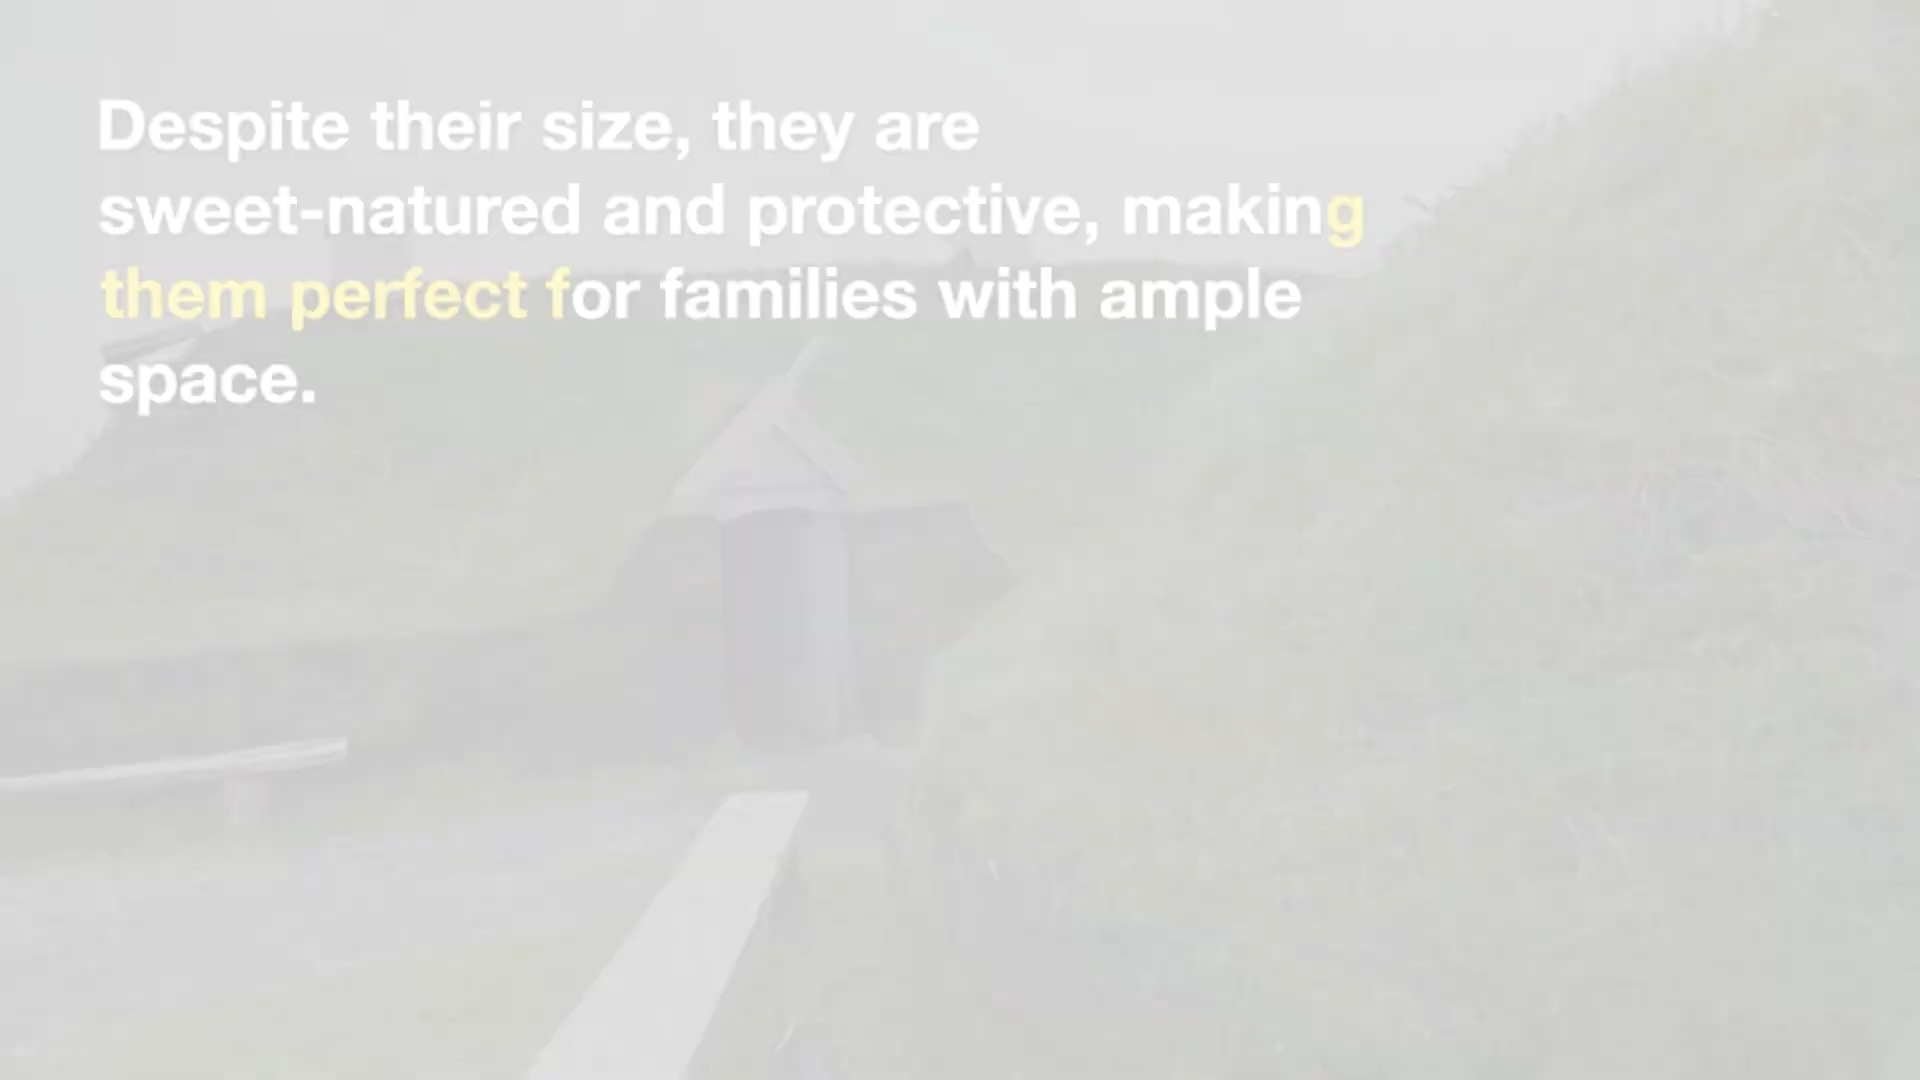 Despite their size, they are
sweet-natured and protective, making
them perfect for families with ample
space.